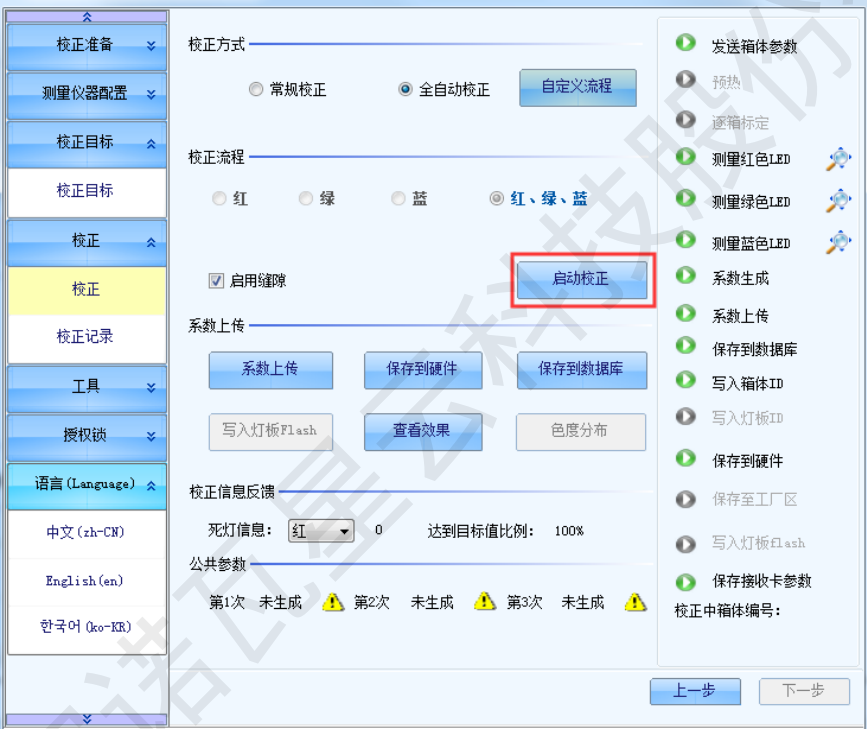 校正准备
测量仪器配置
校正目标
校正目标
校正
校正
校正记录
工具
授权锁
语言(Language)
中文(zh-CN)
English(en)
한국어(ko-KR)
校正方式
常规校正 全自动校正 自定义流程
校正流程
红 绿 蓝 红、绿、蓝
启用缝隙 启动校正
系数上传
系数上传 保存到硬件 保存到数据库
写入灯板Flash 查看效果 色度分布
校正信息反馈
死灯信息： 红 0 达到目标值比例： 100%
公共参数
第1次 未生成 第2次 未生成 第3次 未生成
发送箱体参数
预热
逐箱标定
测量红色LED
测量绿色LED
测量蓝色LED
系数生成
系数上传
保存到数据库
写入箱体ID
写入灯板ID
保存到硬件
保存至工厂区
写入灯板flash
保存接收卡参数
校正中箱体编号：
上一步 下一步
诺瓦星云科技股份